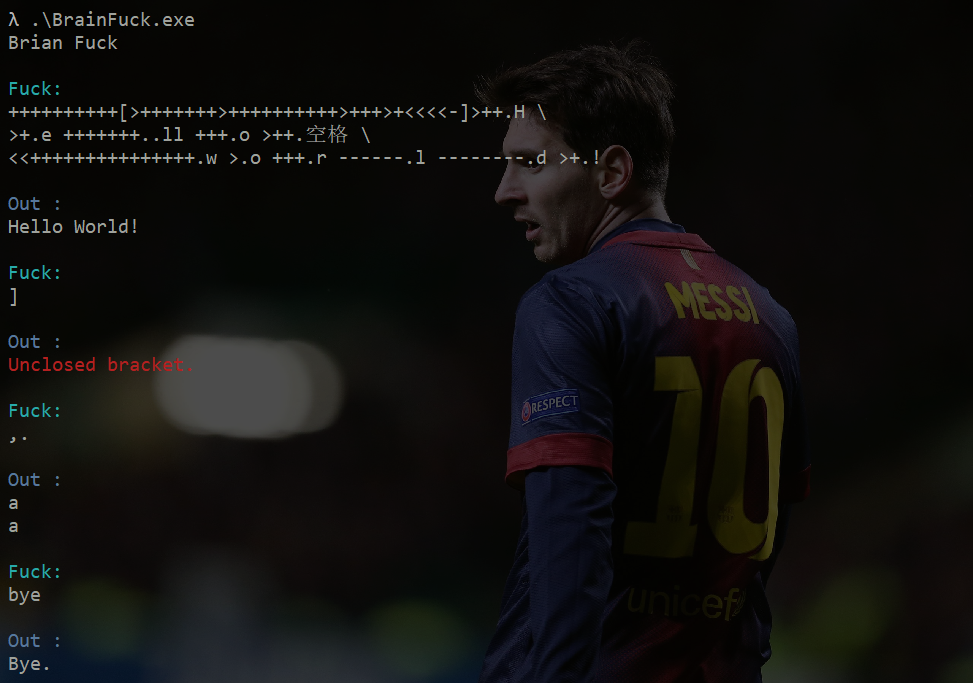 λ .\BrainFuck.exe
Brian Fuck
Fuck:
++++++++++[>+++++++>++++++++++>+++>+<<<<-]>++.H \
>+.e +++++++..ll +++.o >++.空格 \
<<+++++++++++++++.w >.o +++.r ------.l --------.d >+.!
Out :
Hello World!
Fuck:
]
Out :
Unclosed bracket.
Fuck:
,.
Out :
a
a
Fuck:
bye
Out :
Bye.
MESSI
10
RESPECT
unicef